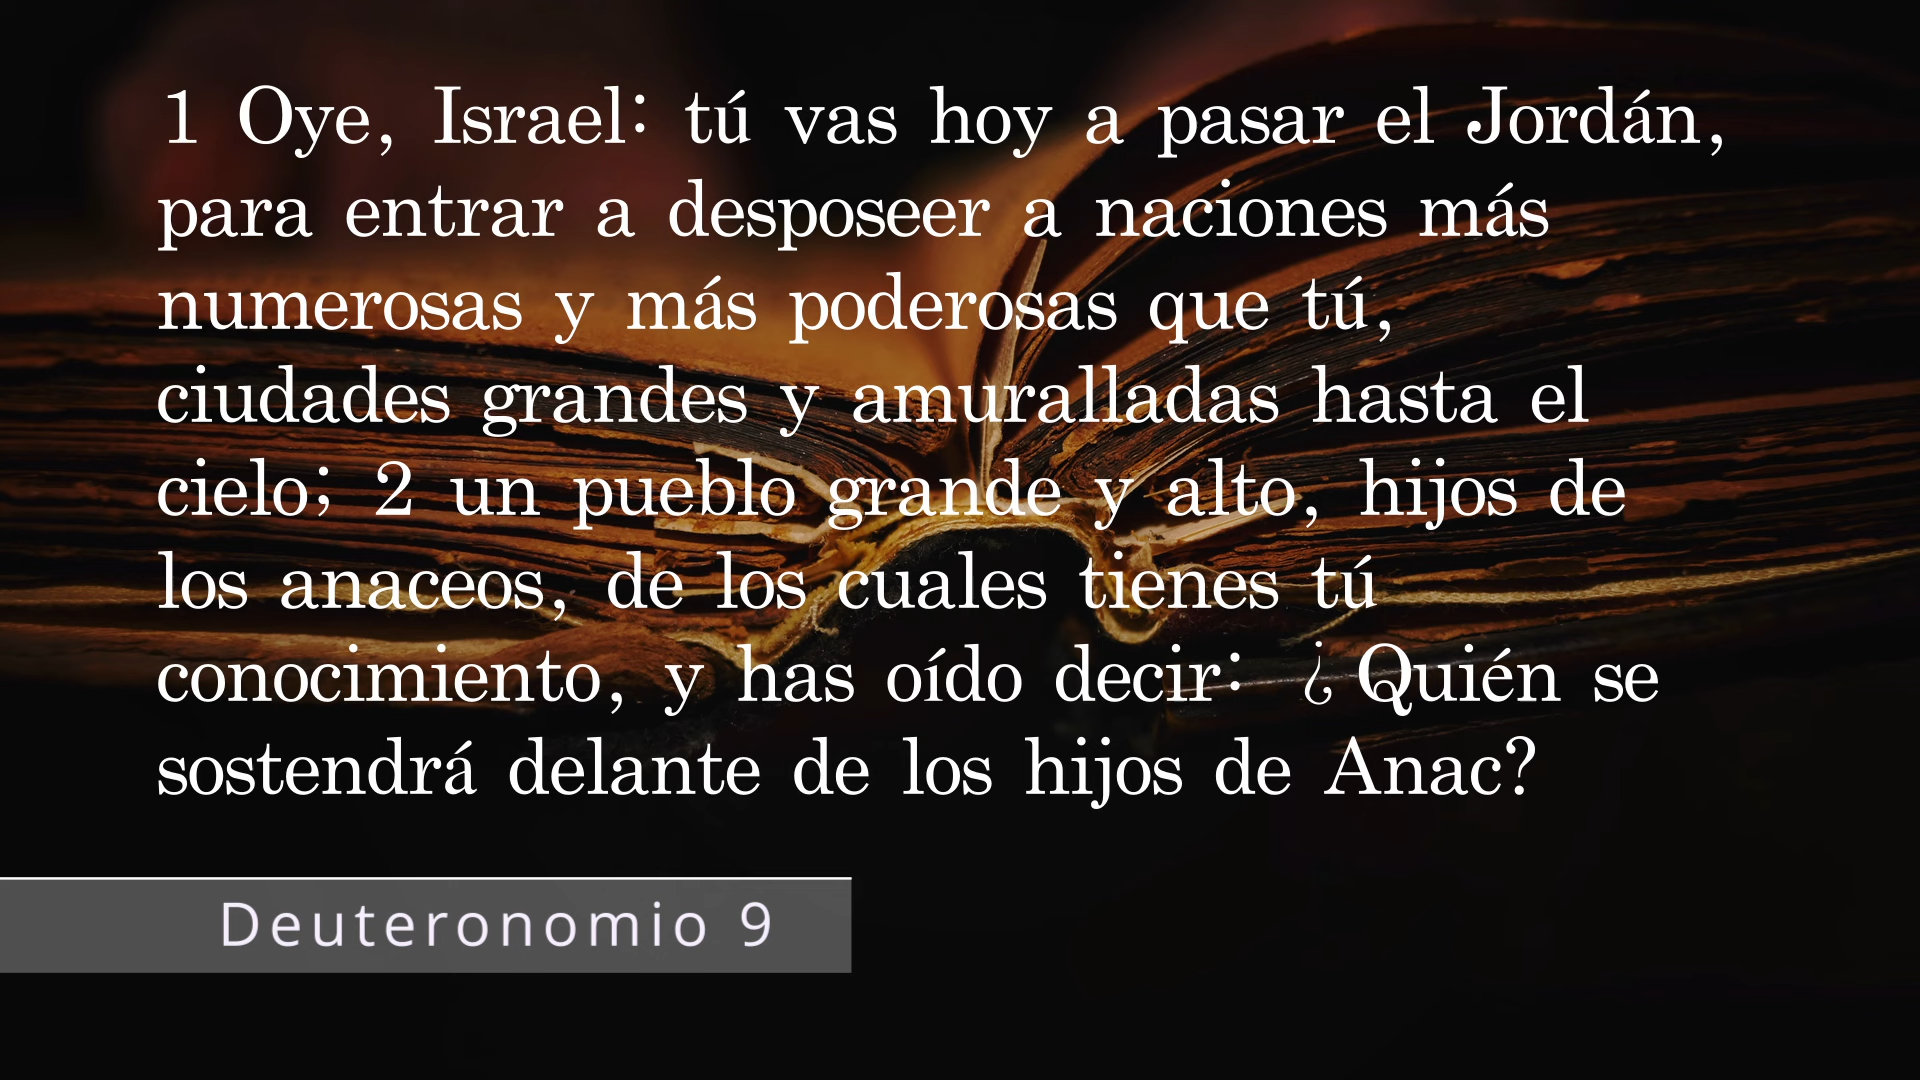 1 Oye, Israel: tú vas hoy a pasar el Jordán,
para entrar a desposeer a naciones más
numerosas y más poderosas que tú,
ciudades grandes y amuralladas hasta el
cielo; 2 un pueblo grande y alto, hijos de
los anaceos, de los cuales tienes tú
conocimiento, y has oído decir: ¿Quién se
sostendrá delante de los hijos de Anac?
Deuteronomio 9